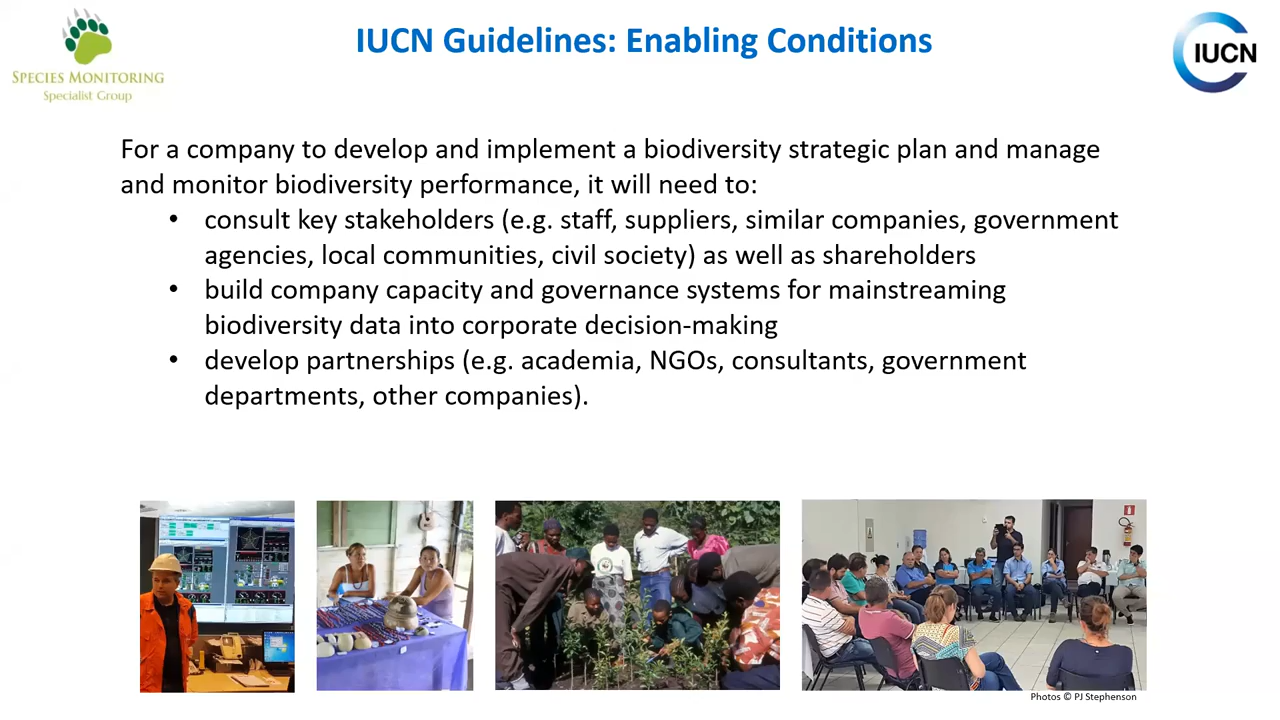 IUCN Guidelines: Enabling Conditions
SPECIES MONITORING
Specialist Group
IUCN
For a company to develop and implement a biodiversity strategic plan and manage
and monitor biodiversity performance, it will need to:
• consult key stakeholders (e.g. staff, suppliers, similar companies, government
agencies, local communities, civil society) as well as shareholders
• build company capacity and governance systems for mainstreaming
biodiversity data into corporate decision-making
• develop partnerships (e.g. academia, NGOs, consultants, government
departments, other companies).
Photos © PJ Stephenson